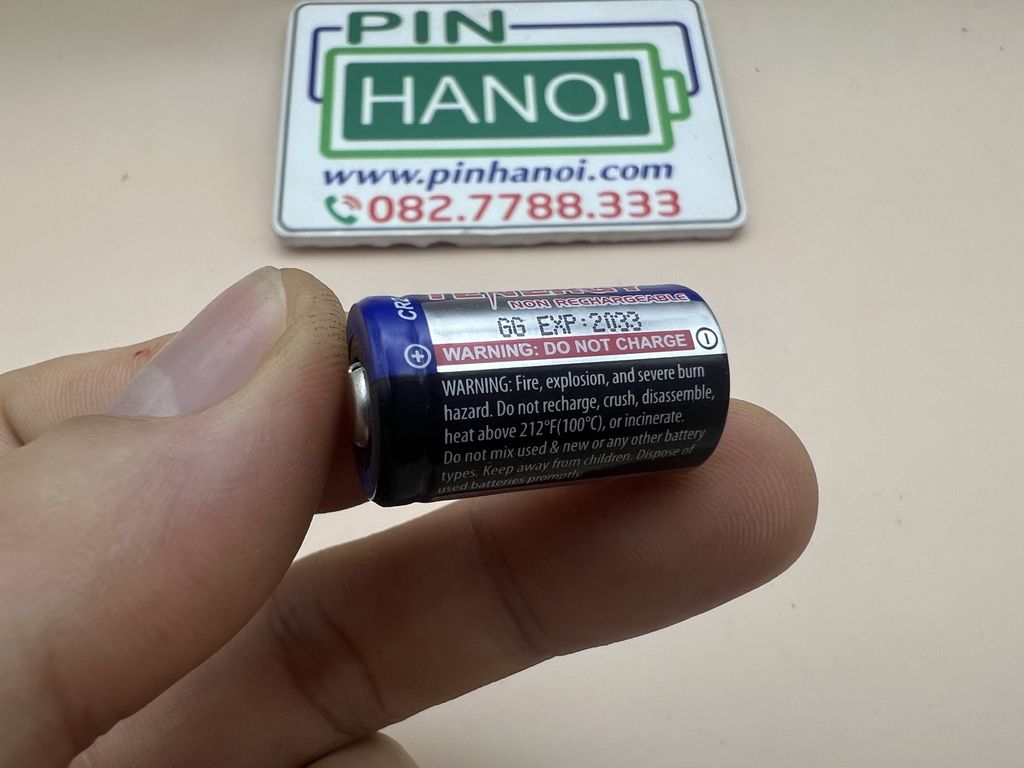 PIN
HANOI
www.pinhanoi.com
082.7788.333
TENERGY
NON RECHARGEABLE
GG EXP:2033
WARNING: DO NOT CHARGE
WARNING: Fire, explosion, and severe burn
hazard. Do not recharge, crush, disassemble,
heat above 212°F(100°C), or incinerate.
Do not mix used & new or any other battery
types. Keep away from children. Dispose of
used batteries promptly.